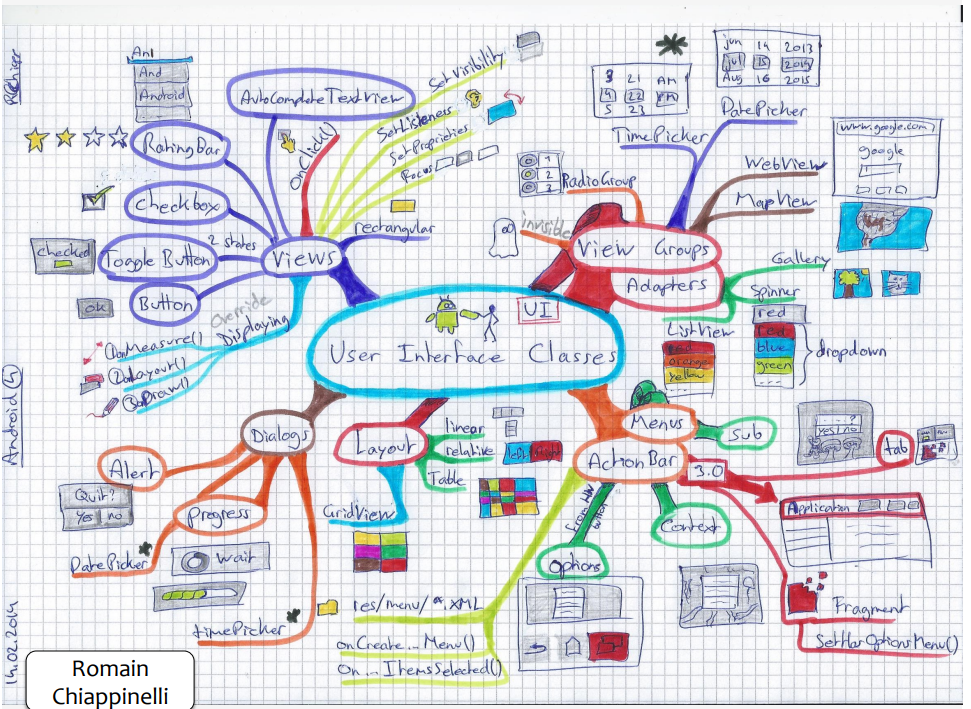 Android (4)
14.02.2014
Romain
Chiappinelli
User Interface Classes
UI
Views
AutoCompleteTextView
And
Android
RatingBar
Checkbox
Toggle Button
2 states
checked
Button
ok
onClick()
SetVisibility
SetListeners
SetProprieties
Focus
rectangular
override
Displaying
① onMeasure()
② onLayout()
③ onDraw()
View Groups
invisible
RadioGroup
1
2
3
TimePicker
3 21 AM
4 22 PM
5 23
DatePicker
jun 14 2013
jul 15 2014
Aug 16 2015
WebView
www.google.com
google
MapView
Adapters
Gallery
Spinner
red
red
blue
green
....
dropdown
ListView
red
orange
yellow
....
Menus
Sub
ActionBar
3.0
tab
? 
yes no
Application
Context
Options
from HW
button
Fragment
SetHasOptionsMenu()
res/menu/*.XML
onCreate...Menu()
on...ItemsSelected()
Layout
linear
relative
left right
Table
GridView
Dialogs
Alert
Quit?
Yes no
Progress
wait
DatePicker
timePicker